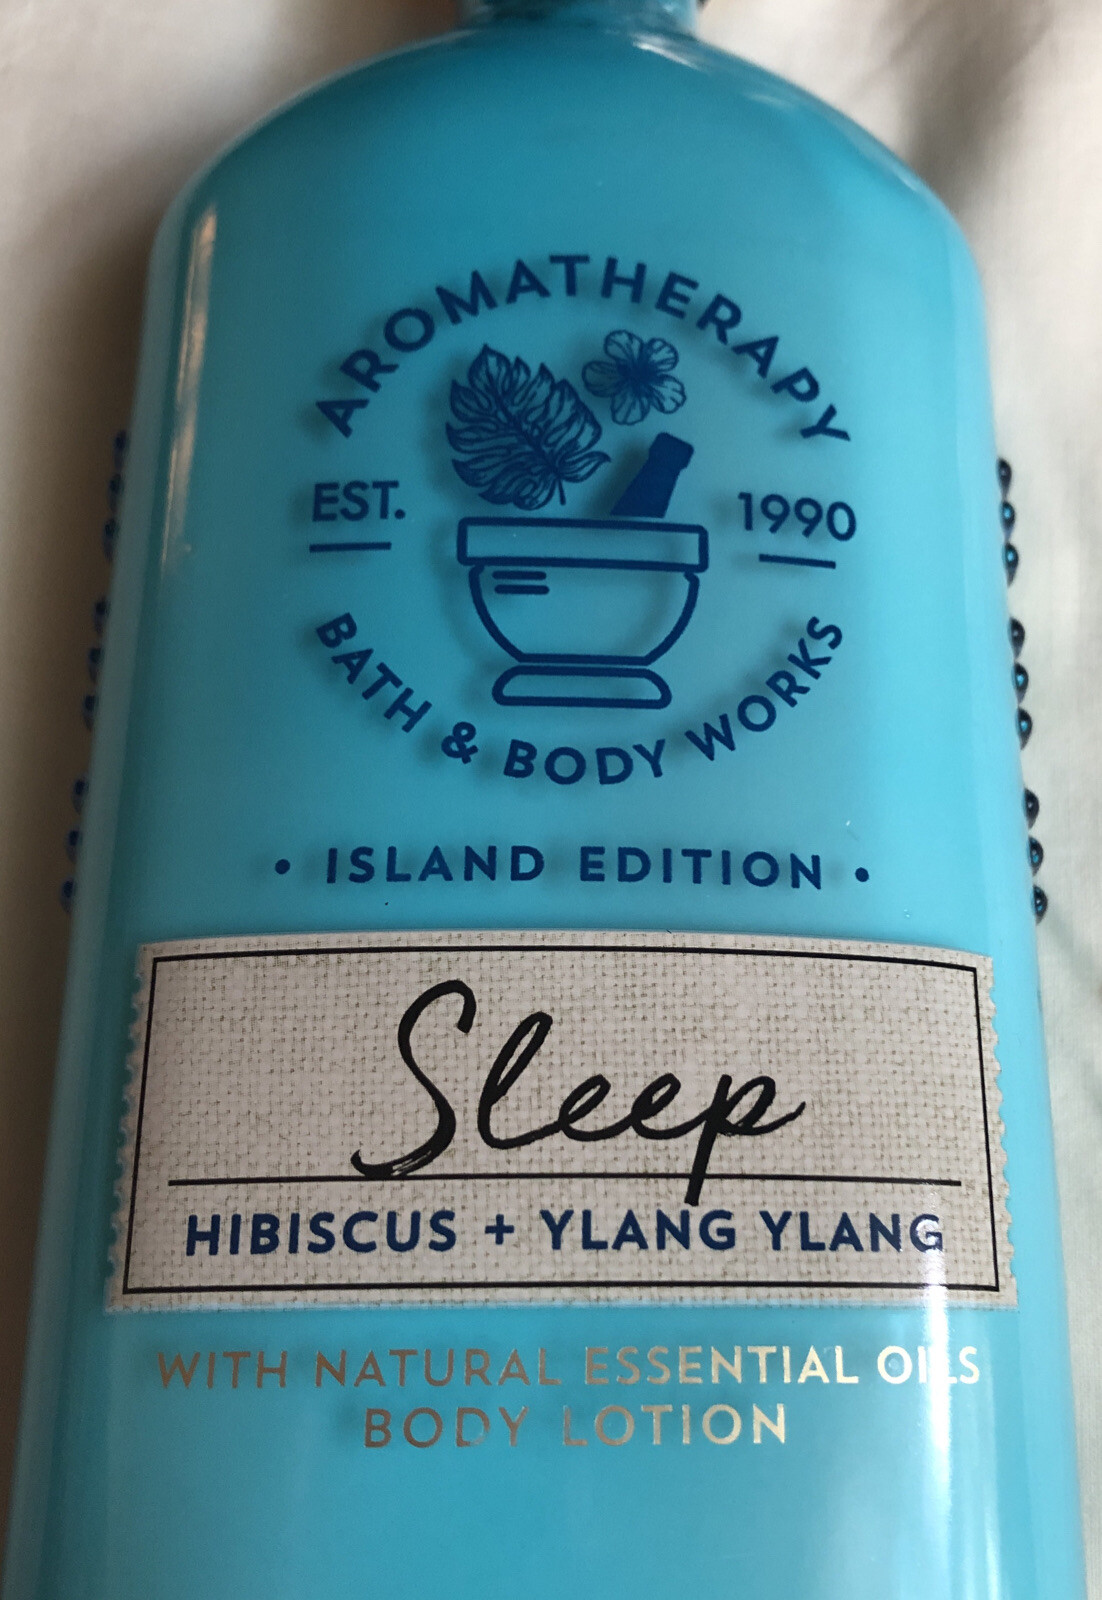 AROMATHERAPY
EST. 1990
BATH & BODY WORKS
• ISLAND EDITION •
Sleep
HIBISCUS + YLANG YLANG
WITH NATURAL ESSENTIAL OILS
BODY LOTION